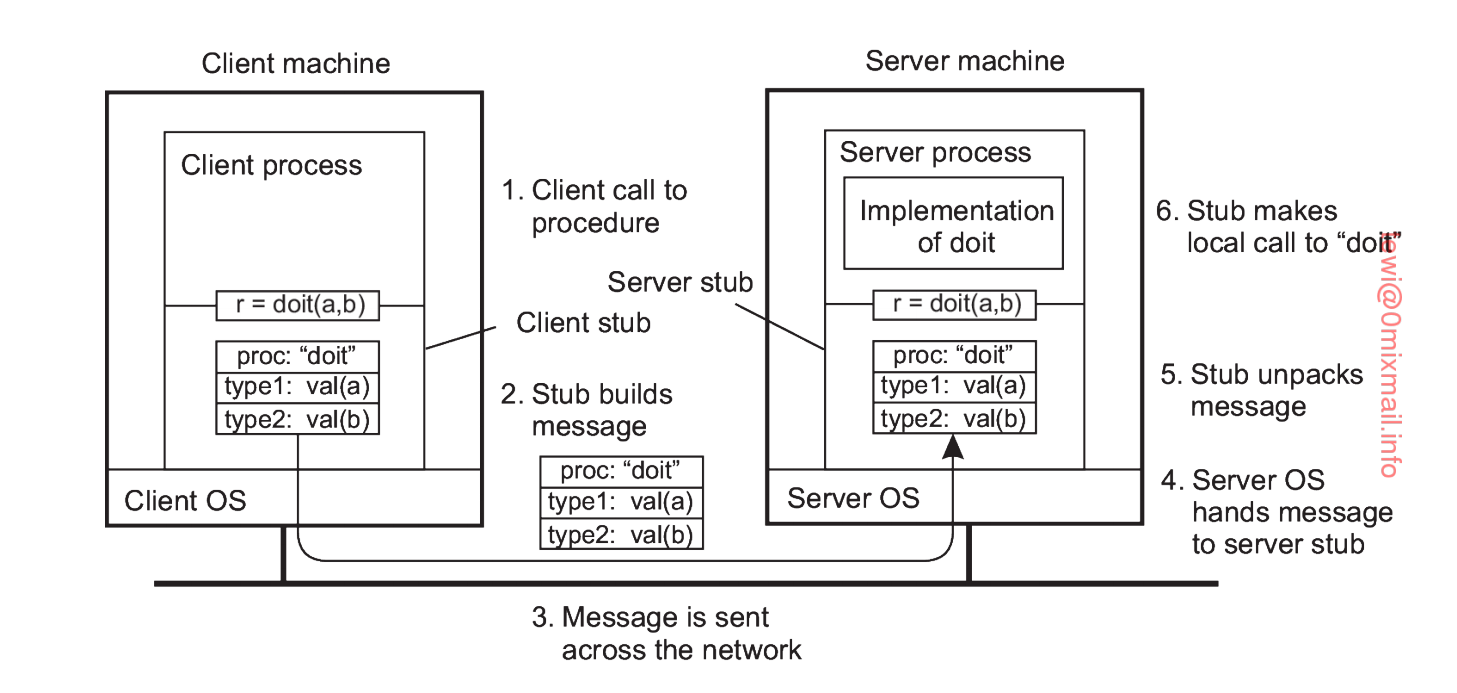 Client machine
Server machine
Client process
1. Client call to
procedure
Server process
Implementation
of doit
6. Stub makes
local call to “doit”
Server stub
r = doit(a,b)
Client stub
r = doit(a,b)
proc: “doit”
type1: val(a)
type2: val(b)
2. Stub builds
message
proc: “doit”
type1: val(a)
type2: val(b)
proc: “doit”
type1: val(a)
type2: val(b)
5. Stub unpacks
message
Client OS
Server OS
4. Server OS
hands message
to server stub
3. Message is sent
across the network